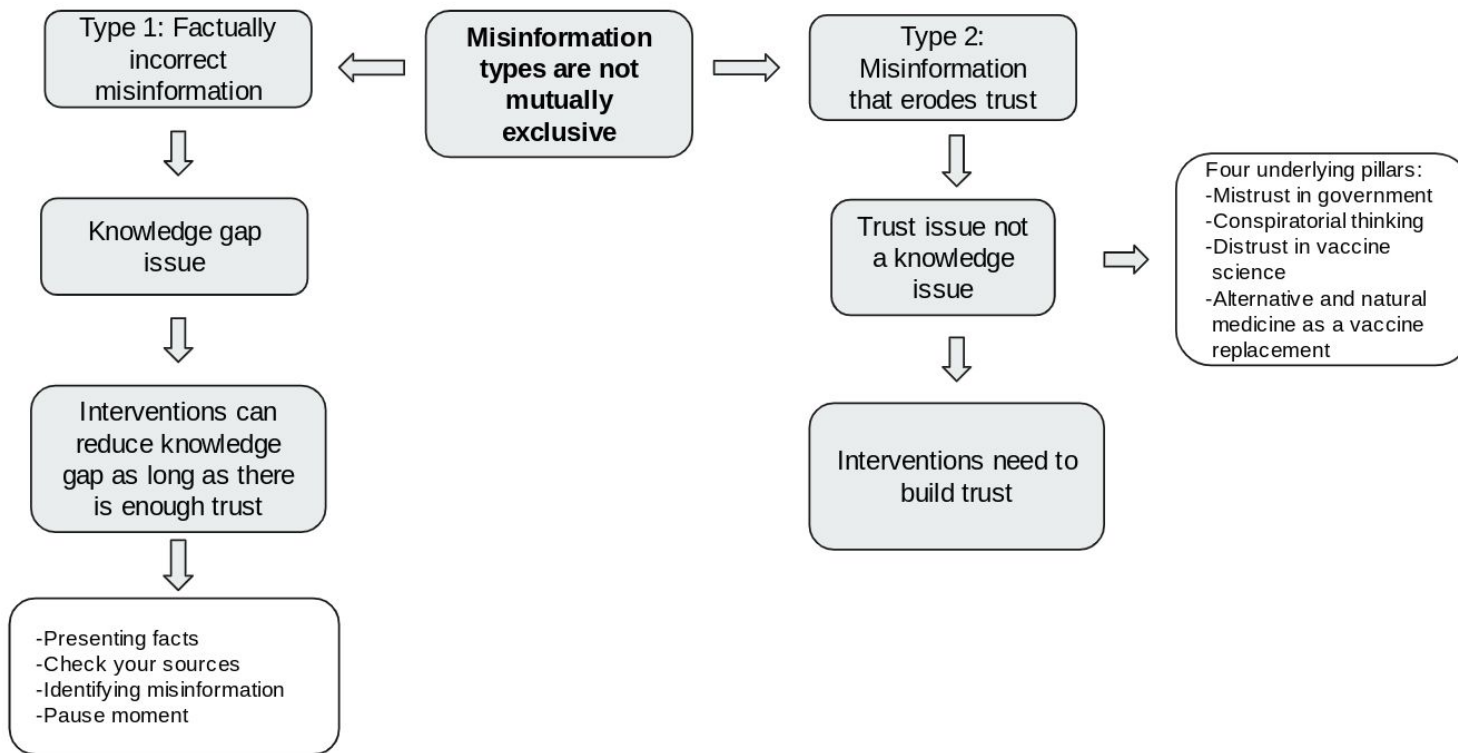 Type 1: Factually
incorrect
misinformation
Misinformation
types are not
mutually
exclusive
Type 2:
Misinformation
that erodes trust
Knowledge gap
issue
Trust issue not
a knowledge
issue
Four underlying pillars:
-Mistrust in government
-Conspiratorial thinking
-Distrust in vaccine
science
-Alternative and natural
medicine as a vaccine
replacement
Interventions can
reduce knowledge
gap as long as there
is enough trust
Interventions need to
build trust
-Presenting facts
-Check your sources
-Identifying misinformation
-Pause moment